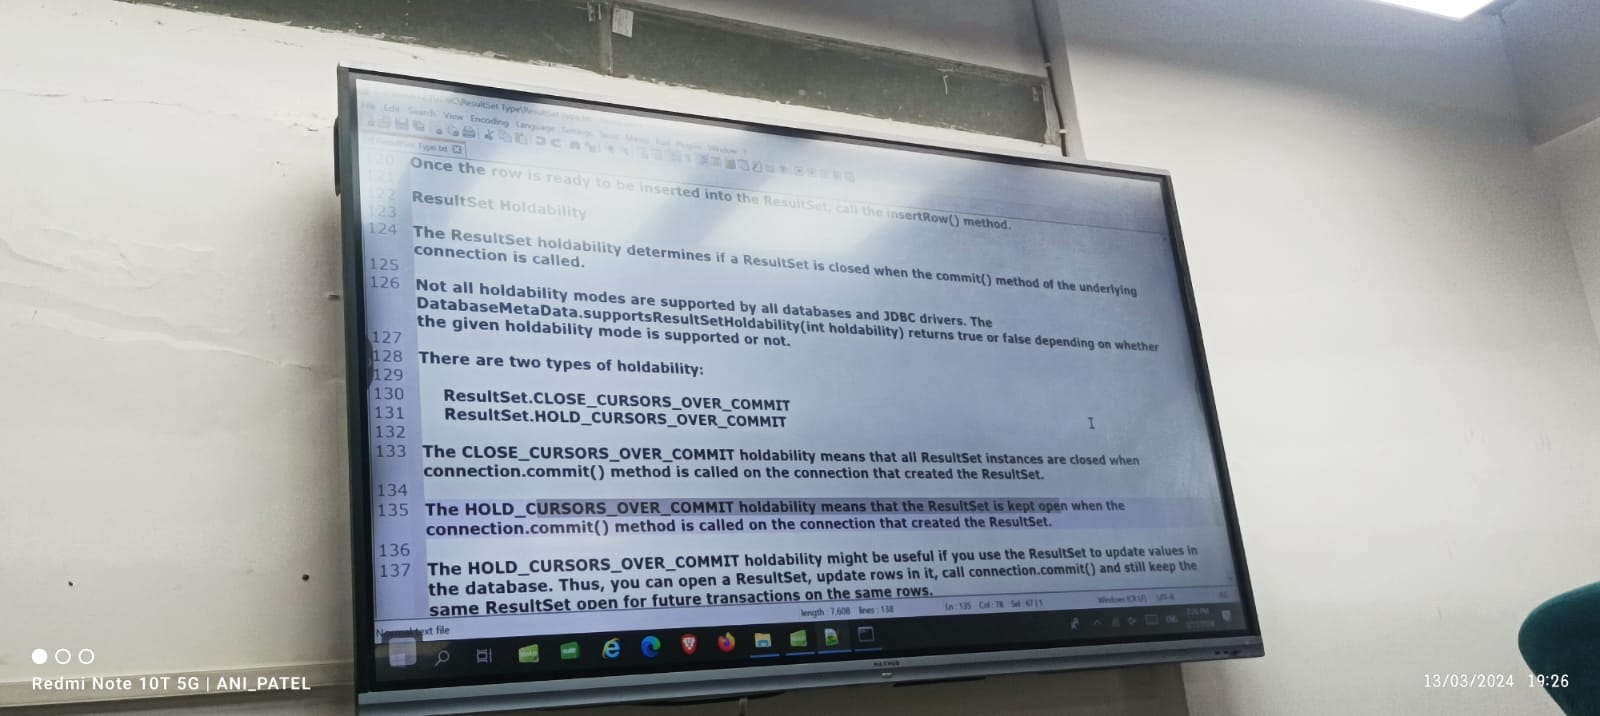 ResultSet Type
File Edit Search View Encoding Language Settings Tools Macro Run Plugins Window ?
Type.txt
120 Once the row is ready to be inserted into the ResultSet, call the insertRow() method.
121
122 ResultSet Holdability
123
124 The ResultSet holdability determines if a ResultSet is closed when the commit() method of the underlying
connection is called.
125
126 Not all holdability modes are supported by all databases and JDBC drivers. The
DatabaseMetaData.supportsResultSetHoldability(int holdability) returns true or false depending on whether
the given holdability mode is supported or not.
127
128 There are two types of holdability:
129
130 ResultSet.CLOSE_CURSORS_OVER_COMMIT
131 ResultSet.HOLD_CURSORS_OVER_COMMIT
132
133 The CLOSE_CURSORS_OVER_COMMIT holdability means that all ResultSet instances are closed when
connection.commit() method is called on the connection that created the ResultSet.
134
135 The HOLD_CURSORS_OVER_COMMIT holdability means that the ResultSet is kept open when the
connection.commit() method is called on the connection that created the ResultSet.
136
137 The HOLD_CURSORS_OVER_COMMIT holdability might be useful if you use the ResultSet to update values in
the database. Thus, you can open a ResultSet, update rows in it, call connection.commit() and still keep the
same ResultSet open for future transactions on the same rows.
Normal text file length : 7,608 lines : 138 Ln : 135 Col : 78 Sel : 67 | 1 Windows (CR LF) UTF-8
7:26 PM
MAXHUB
Redmi Note 10T 5G | ANI_PATEL
13/03/2024 19:26